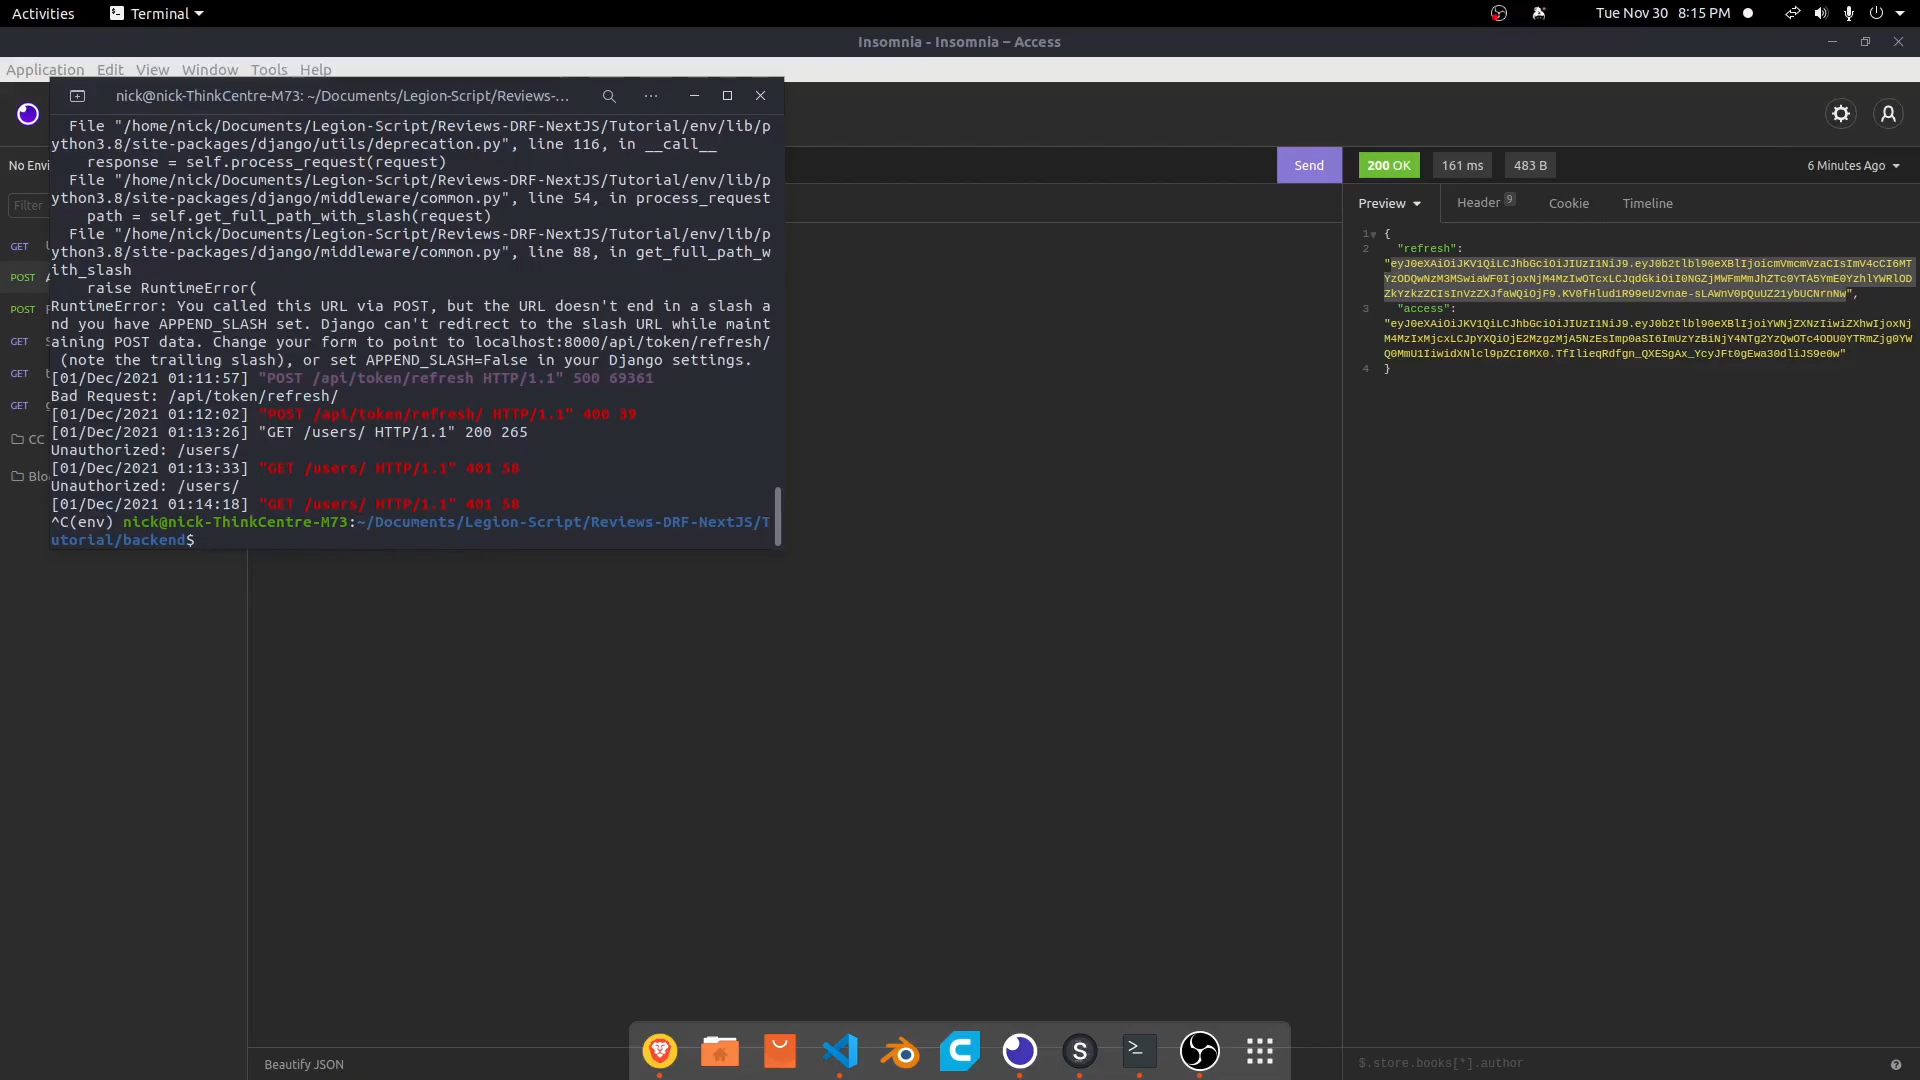 Activities
Terminal
Tue Nov 30 8:15 PM
Insomnia - Insomnia – Access
Application Edit View Window Tools Help
nick@nick-ThinkCentre-M73: ~/Documents/Legion-Script/Reviews-...
File "/home/nick/Documents/Legion-Script/Reviews-DRF-NextJS/Tutorial/env/lib/p
ython3.8/site-packages/django/utils/deprecation.py", line 116, in __call__
response = self.process_request(request)
File "/home/nick/Documents/Legion-Script/Reviews-DRF-NextJS/Tutorial/env/lib/p
ython3.8/site-packages/django/middleware/common.py", line 54, in process_request
path = self.get_full_path_with_slash(request)
File "/home/nick/Documents/Legion-Script/Reviews-DRF-NextJS/Tutorial/env/lib/p
ython3.8/site-packages/django/middleware/common.py", line 88, in get_full_path_w
ith_slash
raise RuntimeError(
RuntimeError: You called this URL via POST, but the URL doesn't end in a slash a
nd you have APPEND_SLASH set. Django can't redirect to the slash URL while maint
aining POST data. Change your form to point to localhost:8000/api/token/refresh/
(note the trailing slash), or set APPEND_SLASH=False in your Django settings.
[01/Dec/2021 01:11:57] "POST /api/token/refresh HTTP/1.1" 500 69361
Bad Request: /api/token/refresh/
[01/Dec/2021 01:12:02] "POST /api/token/refresh/ HTTP/1.1" 400 39
[01/Dec/2021 01:13:26] "GET /users/ HTTP/1.1" 200 265
Unauthorized: /users/
[01/Dec/2021 01:13:33] "GET /users/ HTTP/1.1" 401 58
Unauthorized: /users/
[01/Dec/2021 01:14:18] "GET /users/ HTTP/1.1" 401 58
^C(env) nick@nick-ThinkCentre-M73:~/Documents/Legion-Script/Reviews-DRF-NextJS/T
utorial/backend$
No Envi
Filter
GET
POST
POST
GET
GET
GET
CC
Blo
Send
200 OK
161 ms
483 B
6 Minutes Ago
Preview
Header 9
Cookie
Timeline
1 {
2 "refresh":
3 "access":
4 }
Beautify JSON
$.store.books[*].author